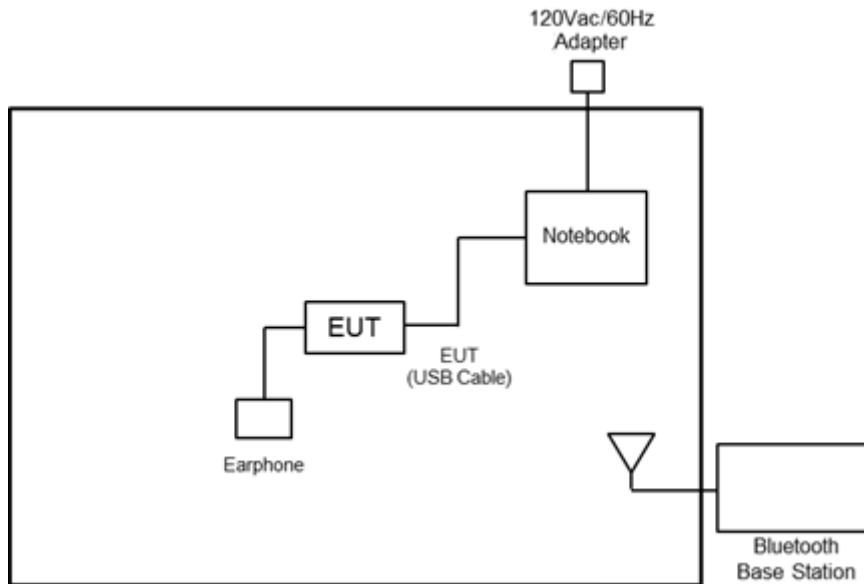 120Vac/60Hz
Adapter
Notebook
EUT
EUT
(USB Cable)
Earphone
Bluetooth
Base Station